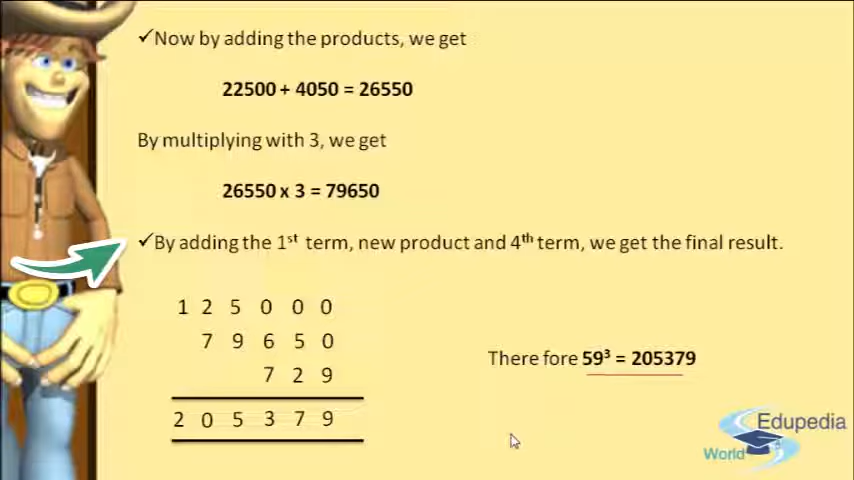 ✓Now by adding the products, we get
22500 + 4050 = 26550
By multiplying with 3, we get
26550 x 3 = 79650
✓By adding the 1st term, new product and 4th term, we get the final result.
1 2 5 0 0 0
7 9 6 5 0
7 2 9
2 0 5 3 7 9
There fore 59³ = 205379
Edupedia
World